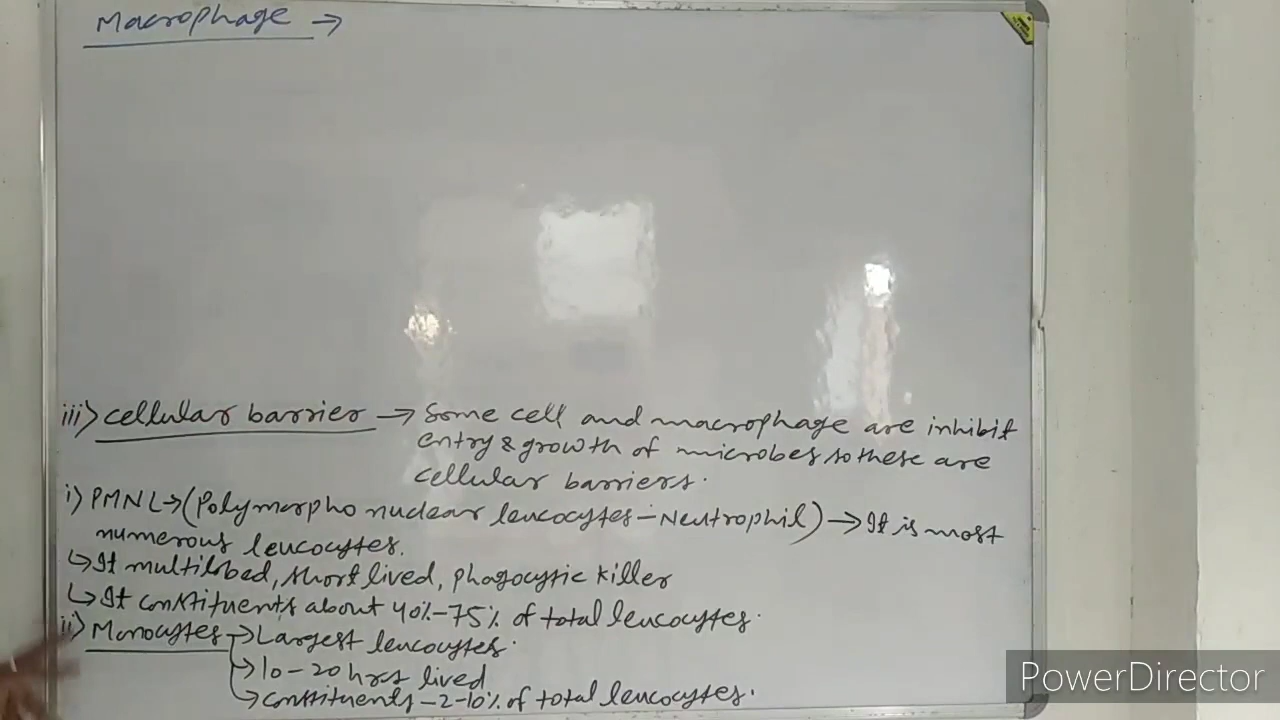 Macrophage →
iii) cellular barrier → Some cell and macrophage are inhibit
entry & growth of microbes so these are
cellular barriers.
i) PMNL → (Polymorpho nuclear leucocytes - Neutrophil) → It is most
numerous leucocytes.
↳ It multilobed, short lived, phagocytic killer
↳ It constituents about 40%-75% of total leucocytes.
ii) Monocytes → Largest leucocytes.
→ 10-20 hrs lived
→ constituents - 2-10% of total leucocytes.
PowerDirector